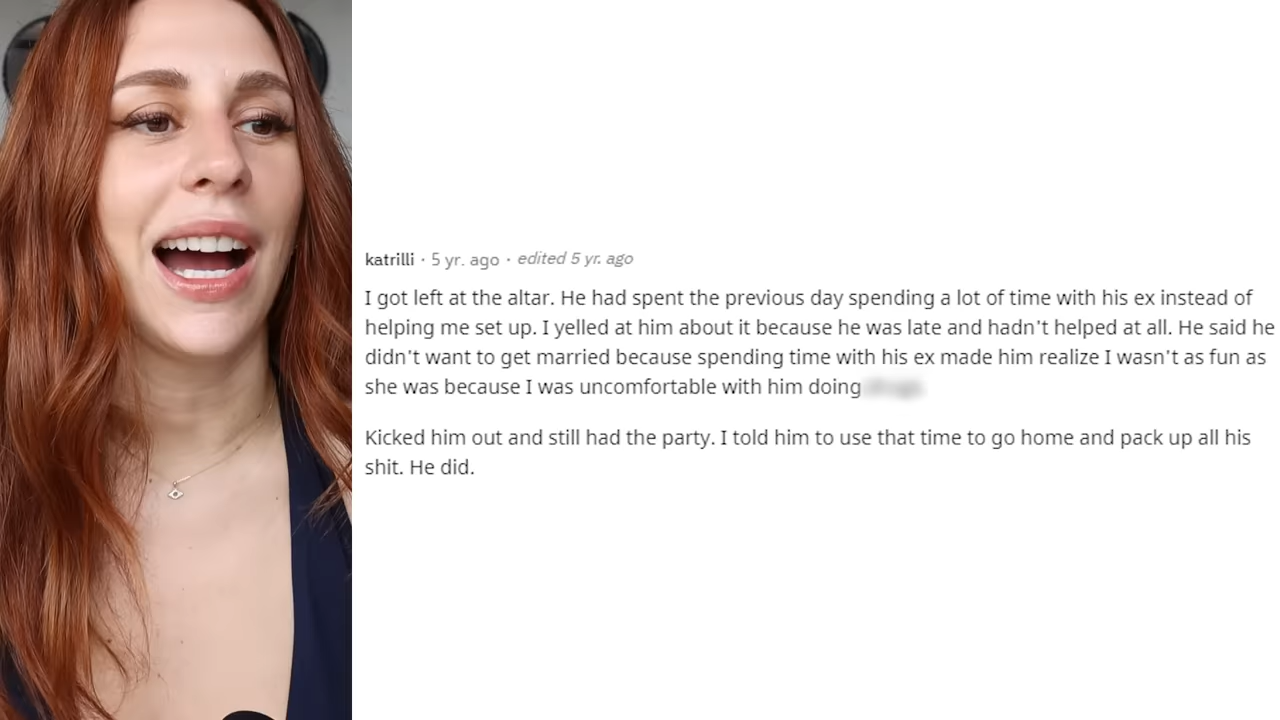 katrilli · 5 yr. ago · edited 5 yr. ago
I got left at the altar. He had spent the previous day spending a lot of time with his ex instead of
helping me set up. I yelled at him about it because he was late and hadn't helped at all. He said he
didn't want to get married because spending time with his ex made him realize I wasn't as fun as
she was because I was uncomfortable with him doing
Kicked him out and still had the party. I told him to use that time to go home and pack up all his
shit. He did.